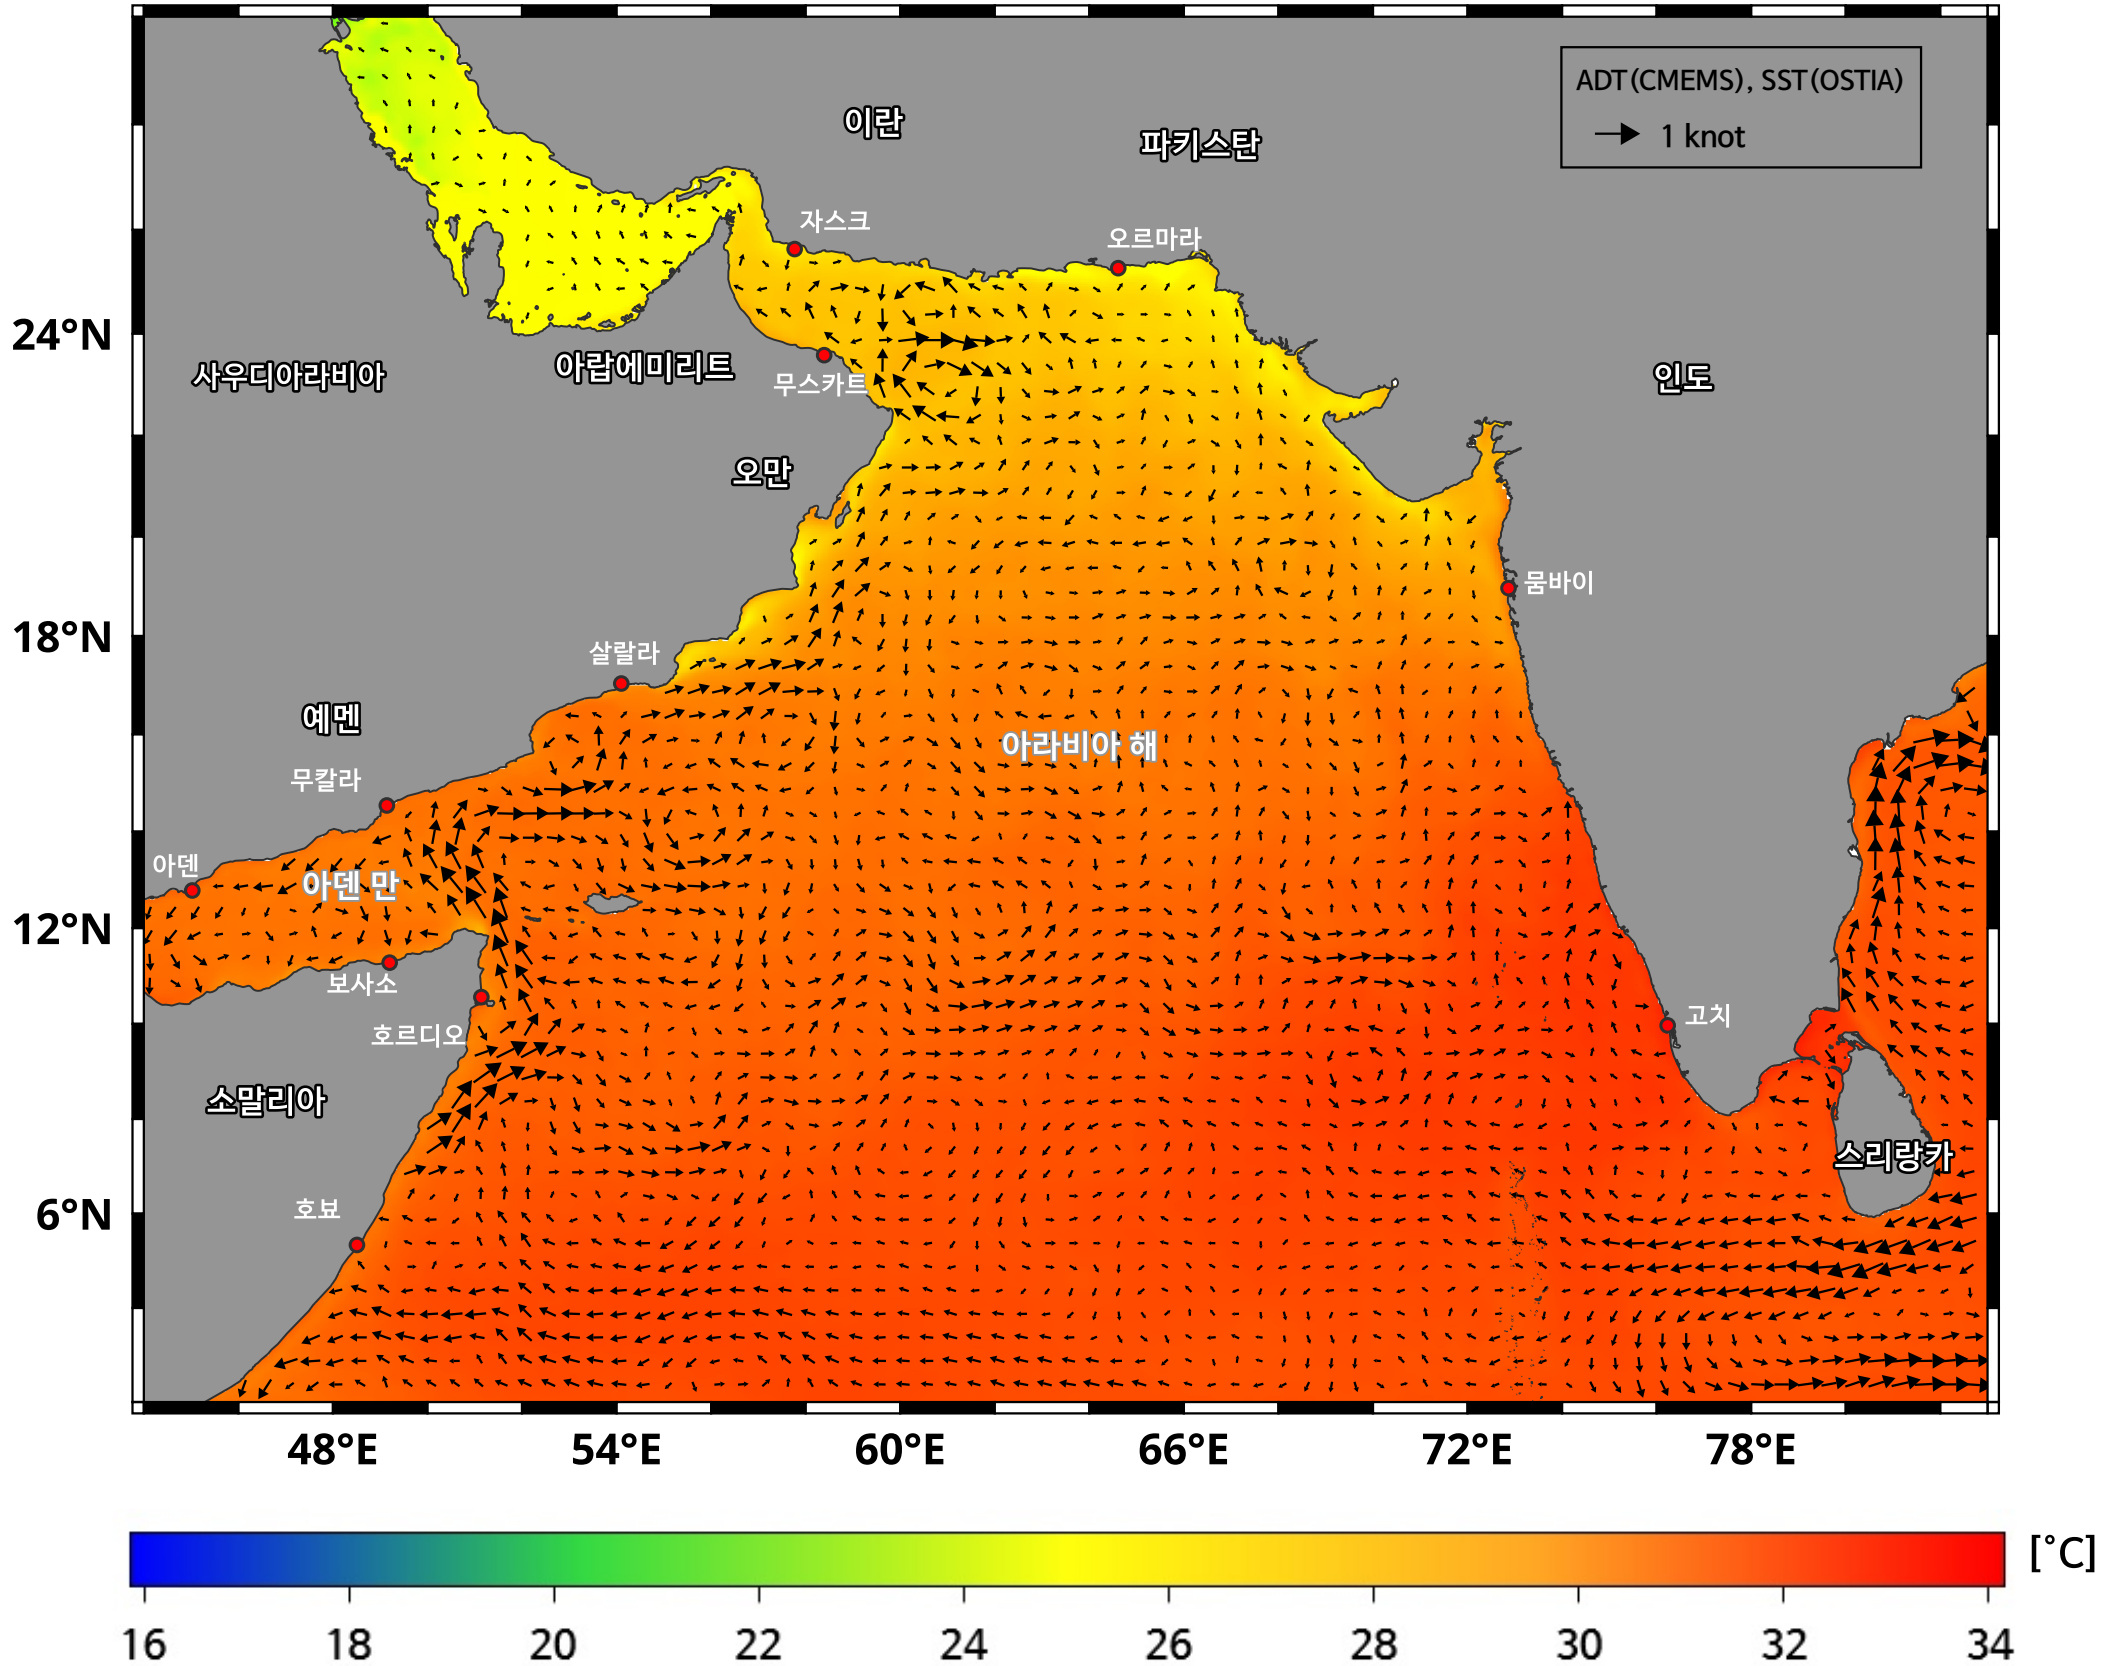 ADT(CMEMS), SST(OSTIA)
1 knot
이란
파키스탄
자스크
오르마라
24°N
사우디아라비아
아랍에미리트
무스카트
인도
오만
뭄바이
18°N
살랄라
예멘
아라비아 해
무칼라
아덴
아덴 만
12°N
보사소
호르디오
고치
소말리아
스리랑카
6°N
호뵤
48°E 54°E 60°E 66°E 72°E 78°E
[°C]
16 18 20 22 24 26 28 30 32 34